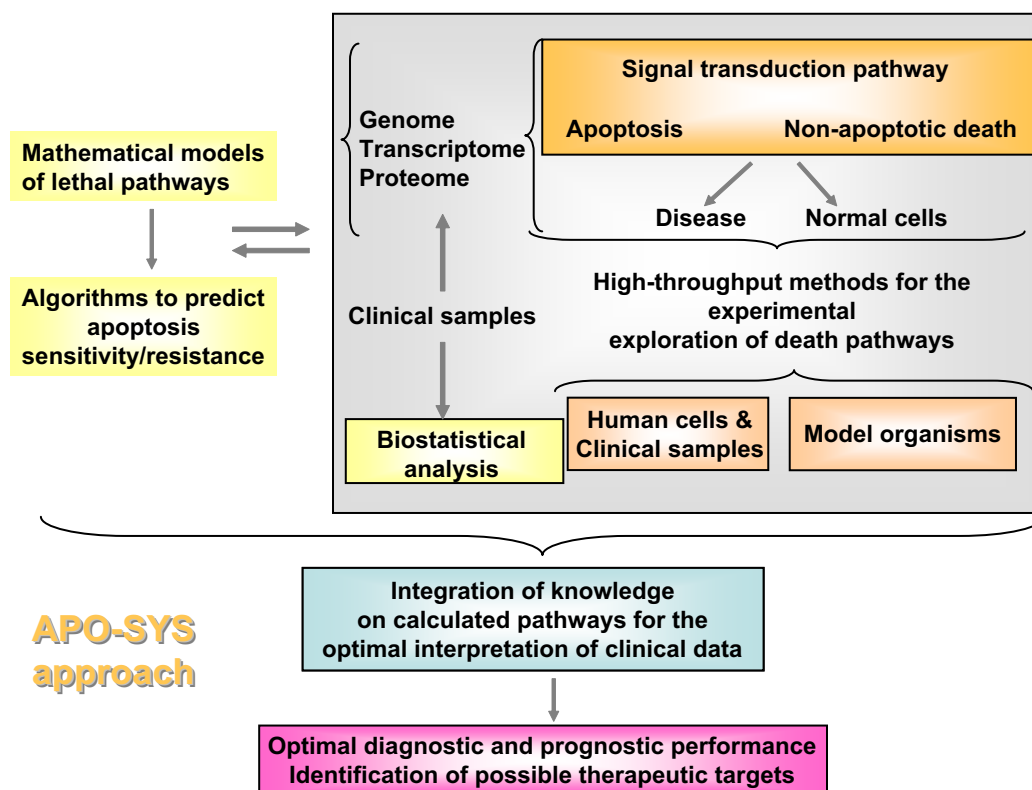 Signal transduction pathway
Apoptosis
Non-apoptotic death
Genome
Transcriptome
Proteome
Mathematical models
of lethal pathways
Disease
Normal cells
Algorithms to predict
apoptosis
sensitivity/resistance
High-throughput methods for the
experimental
exploration of death pathways
Clinical samples
Biostatistical
analysis
Human cells &
Clinical samples
Model organisms
Integration of knowledge
on calculated pathways for the
optimal interpretation of clinical data
APO-SYS
approach
Optimal diagnostic and prognostic performance
Identification of possible therapeutic targets